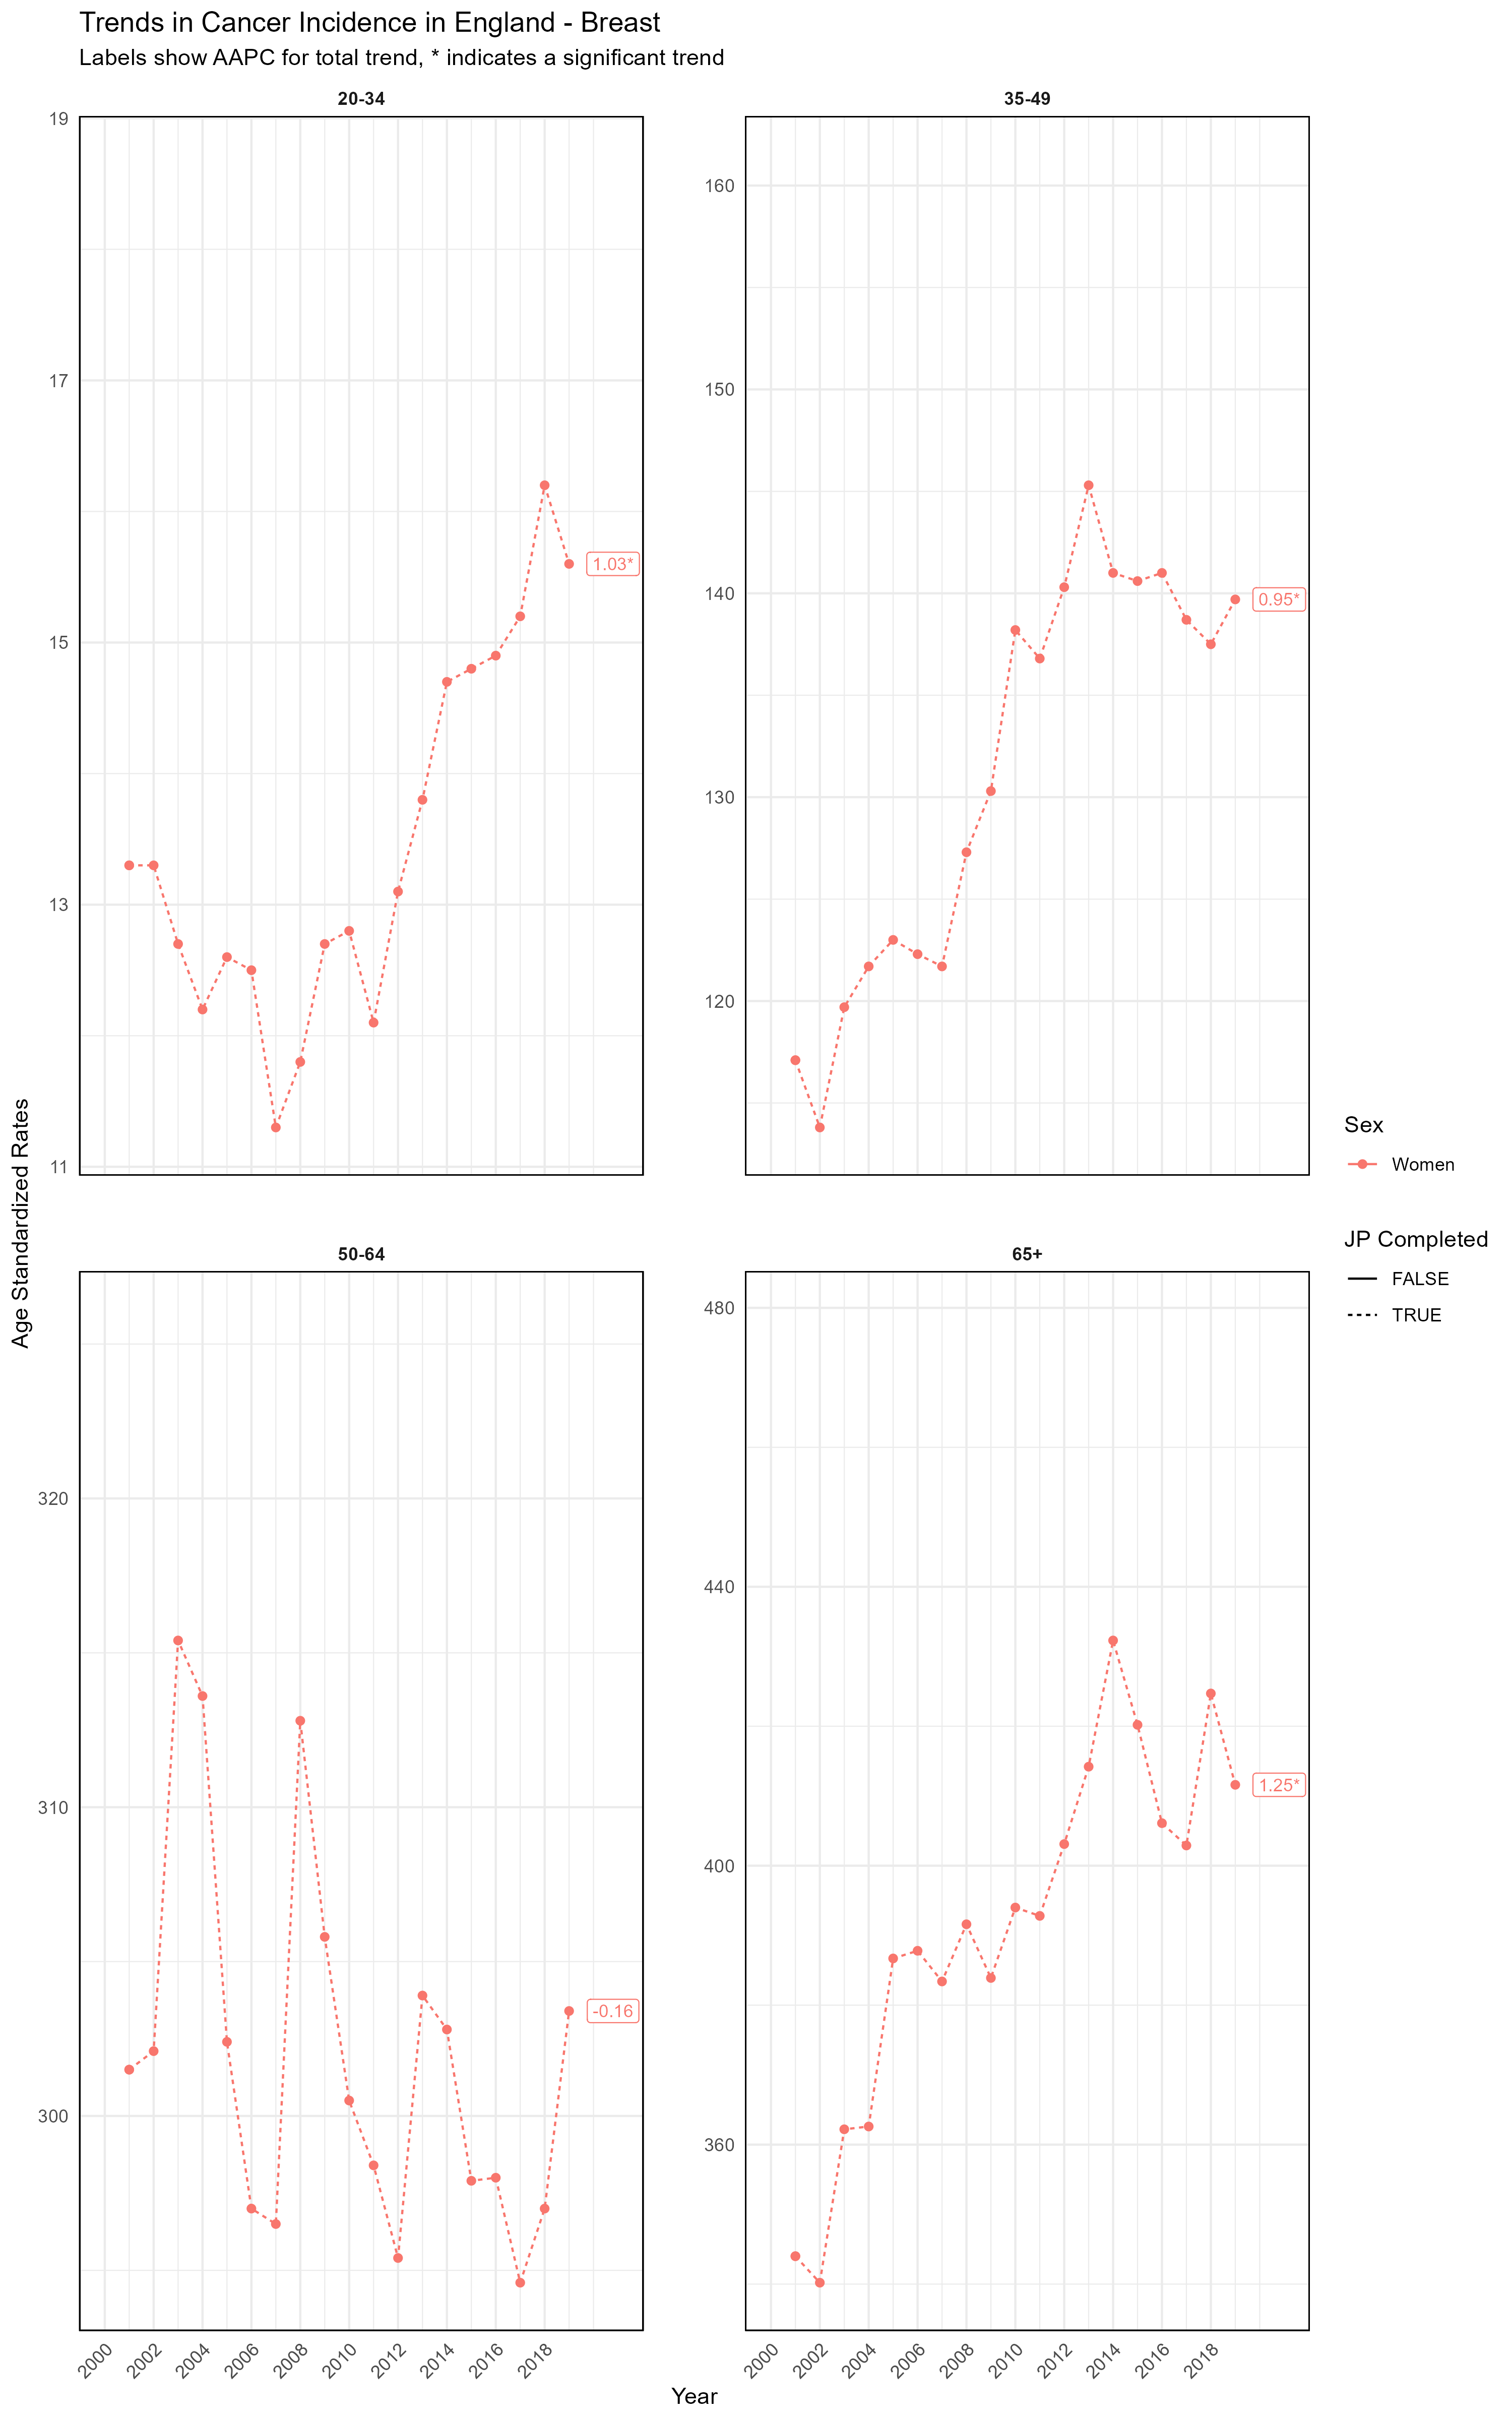 Trends in Cancer Incidence in England - Breast
Labels show AAPC for total trend, * indicates a significant trend
20-34
35-49
19
17
15
13
11
1.03*
160
150
140
130
120
0.95*
Age Standardized Rates
Sex
Women
JP Completed
FALSE
TRUE
50-64
65+
320
310
300
-0.16
480
440
400
360
1.25*
2000 2002 2004 2006 2008 2010 2012 2014 2016 2018
2000 2002 2004 2006 2008 2010 2012 2014 2016 2018
Year